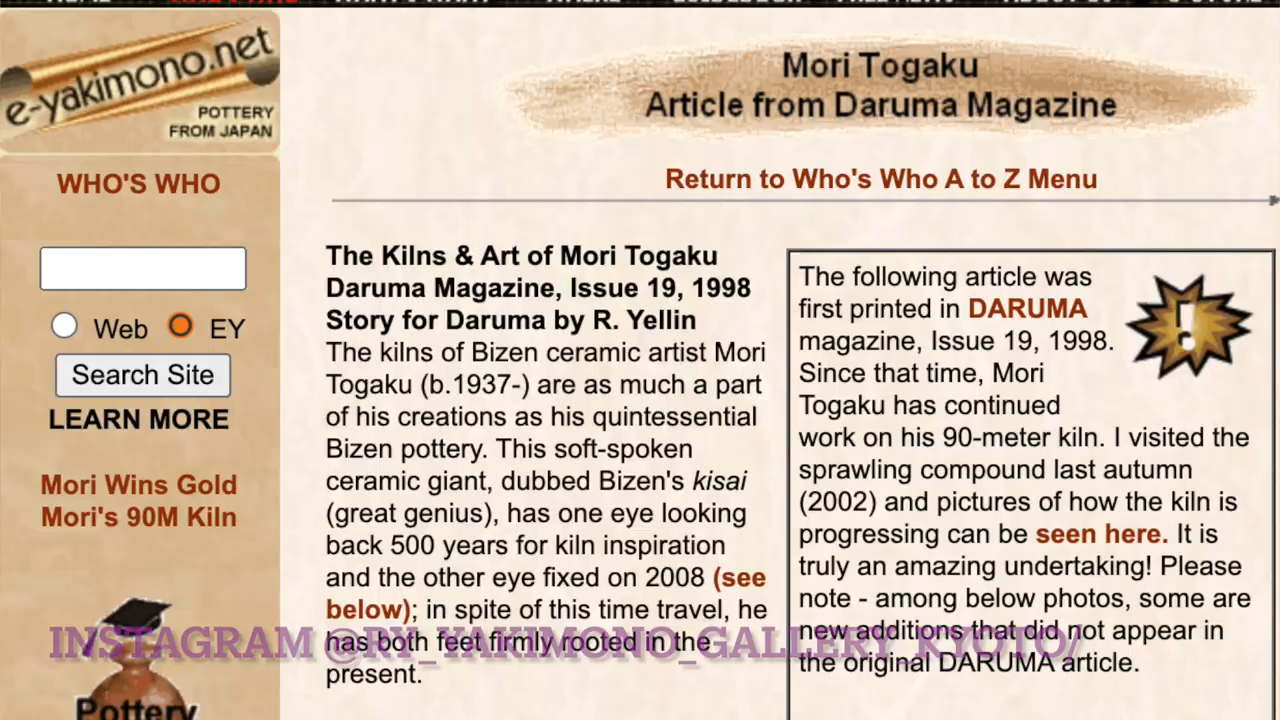 e-yakimono.net
POTTERY
FROM JAPAN
WHO'S WHO
Web EY
Search Site
LEARN MORE
Mori Wins Gold
Mori's 90M Kiln
Pottery
Mori Togaku
Article from Daruma Magazine
Return to Who's Who A to Z Menu
The Kilns & Art of Mori Togaku
Daruma Magazine, Issue 19, 1998
Story for Daruma by R. Yellin
The kilns of Bizen ceramic artist Mori
Togaku (b.1937-) are as much a part
of his creations as his quintessential
Bizen pottery. This soft-spoken
ceramic giant, dubbed Bizen's kisai
(great genius), has one eye looking
back 500 years for kiln inspiration
and the other eye fixed on 2008 (see
below); in spite of this time travel, he
has both feet firmly rooted in the
present.
The following article was
first printed in DARUMA
magazine, Issue 19, 1998.
Since that time, Mori
Togaku has continued
work on his 90-meter kiln. I visited the
sprawling compound last autumn
(2002) and pictures of how the kiln is
progressing can be seen here. It is
truly an amazing undertaking! Please
note - among below photos, some are
new additions that did not appear in
the original DARUMA article.
INSTAGRAM @RY_YAKIMONO_GALLERY_KYOTO/